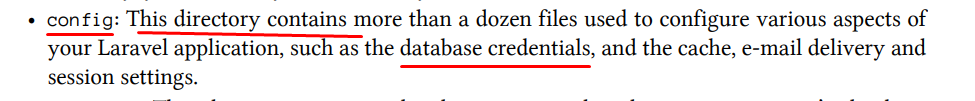 • config: This directory contains more than a dozen files used to configure various aspects of
your Laravel application, such as the database credentials, and the cache, e-mail delivery and
session settings.